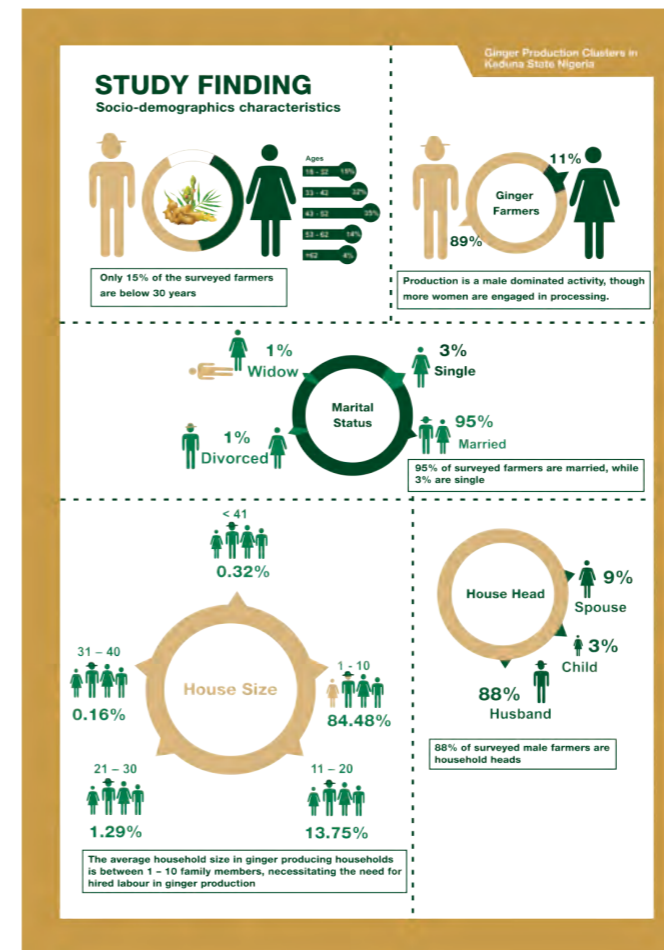 Ginger Production Clusters in
Kaduna State Nigeria
STUDY FINDING
Socio-demographics characteristics
Ages
18 - 32 15%
33 - 42 32%
43 - 52 35%
53 - 62 14%
>62 4%
Only 15% of the surveyed farmers
are below 30 years
11%
Ginger
Farmers
89%
Production is a male dominated activity, though
more women are engaged in processing.
1%
Widow
3%
Single
Marital
Status
1%
Divorced
95%
Married
95% of surveyed farmers are married, while
3% are single
< 41
0.32%
31 – 40
0.16%
House Size
1 - 10
84.48%
21 – 30
1.29%
11 – 20
13.75%
The average household size in ginger producing households
is between 1 – 10 family members, necessitating the need for
hired labour in ginger production
House Head
9%
Spouse
3%
Child
88%
Husband
88% of surveyed male farmers are
household heads